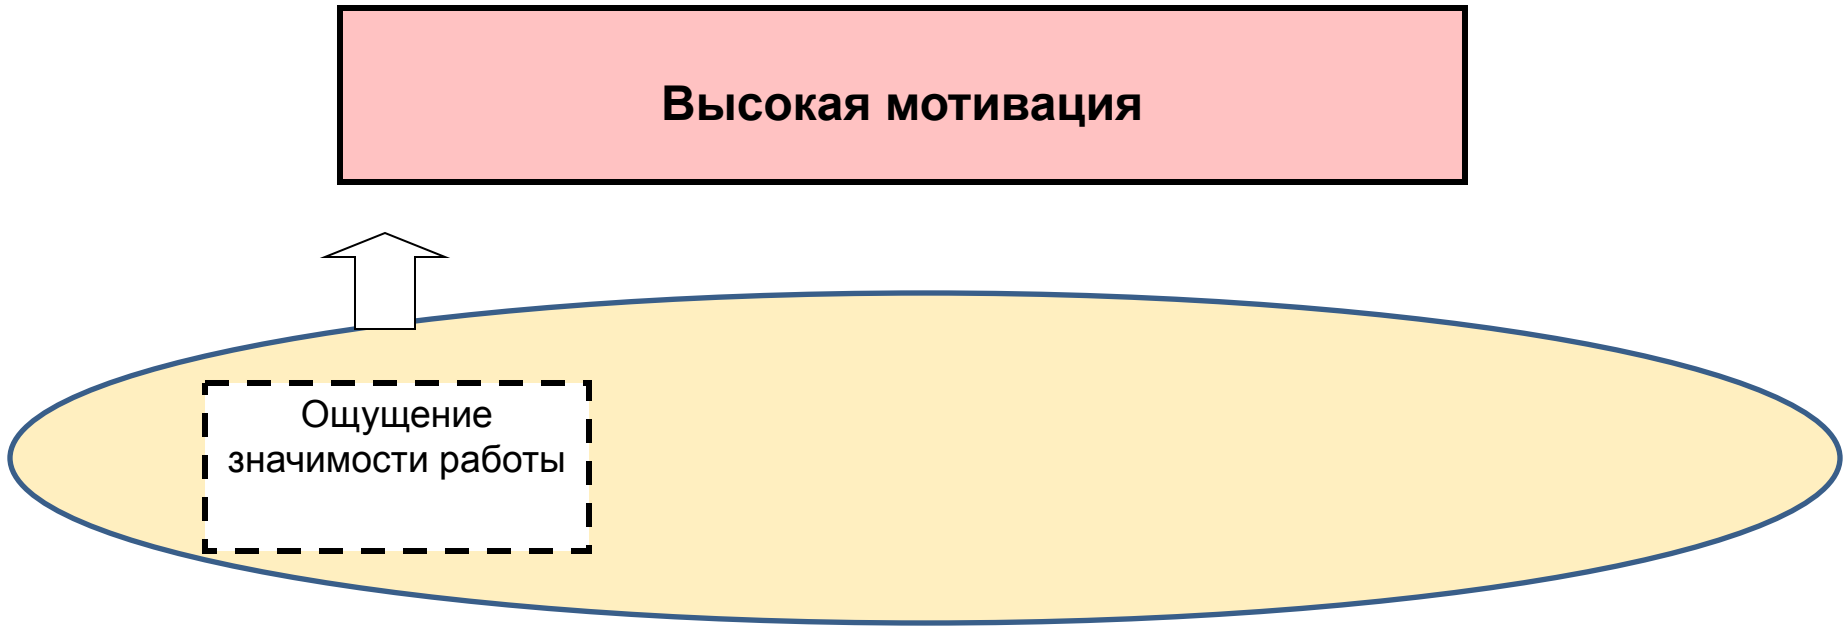 Высокая мотивация
Ощущение
значимости работы